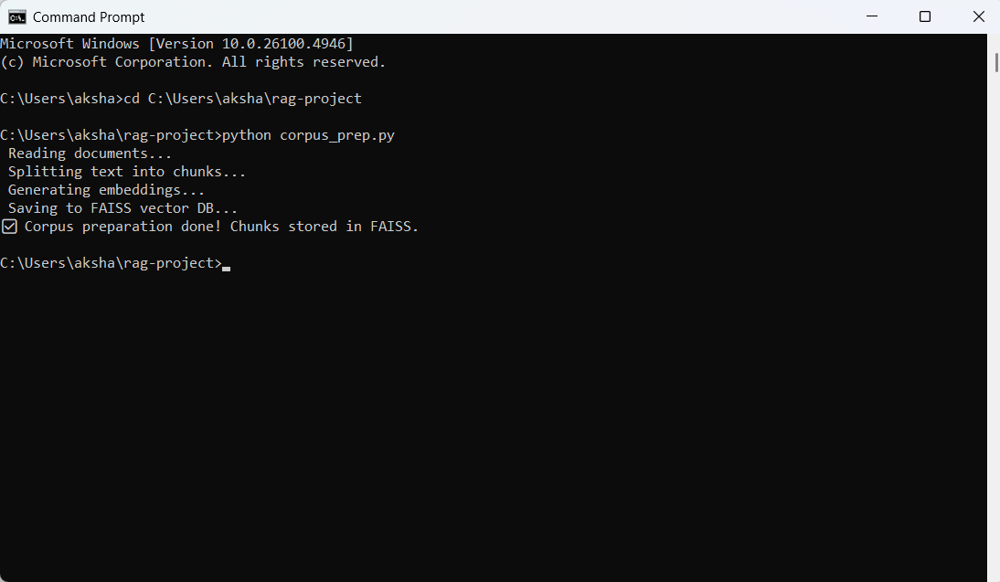 Command Prompt
Microsoft Windows [Version 10.0.26100.4946]
(c) Microsoft Corporation. All rights reserved.
C:\Users\aksha>cd C:\Users\aksha\rag-project
C:\Users\aksha\rag-project>python corpus_prep.py
Reading documents...
Splitting text into chunks...
Generating embeddings...
Saving to FAISS vector DB...
☑ Corpus preparation done! Chunks stored in FAISS.
C:\Users\aksha\rag-project>